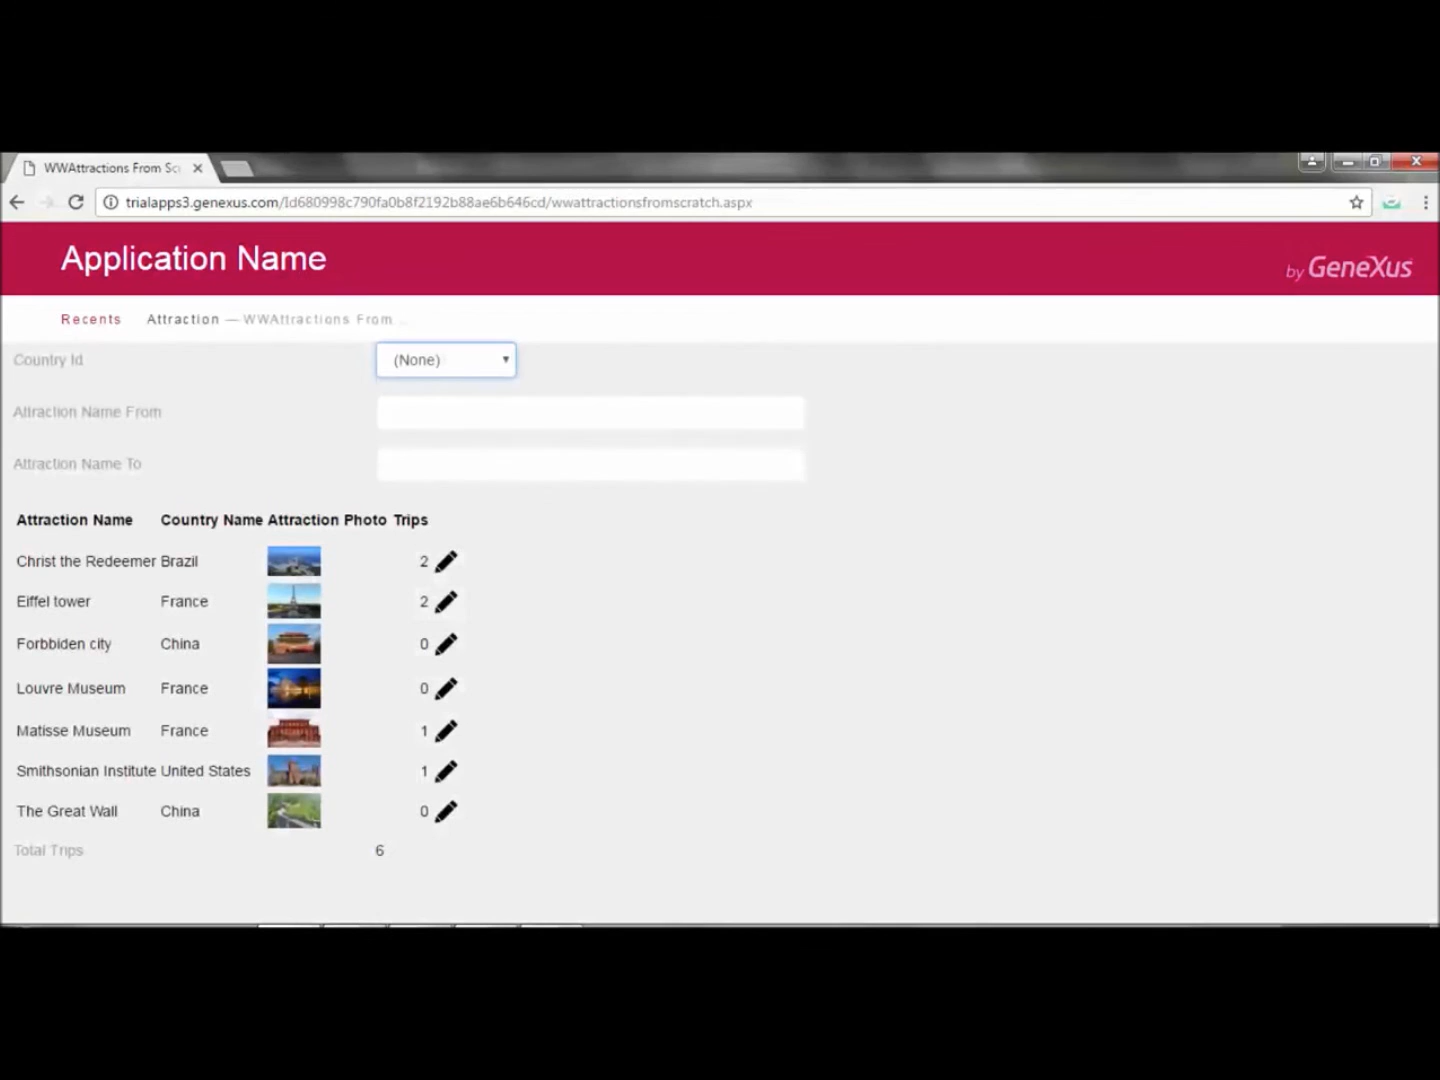 WWAttractions From Sc
trialapps3.genexus.com/Id680998c790fa0b8f2192b88ae6b646cd/wwattractionsfromscratch.aspx
Application Name
by GeneXus
Recents Attraction — WWAttractions From...
Country Id (None)
Attraction Name From
Attraction Name To
Attraction Name Country Name Attraction Photo Trips
Christ the Redeemer Brazil 2
Eiffel tower France 2
Forbbiden city China 0
Louvre Museum France 0
Matisse Museum France 1
Smithsonian Institute United States 1
The Great Wall China 0
Total Trips 6